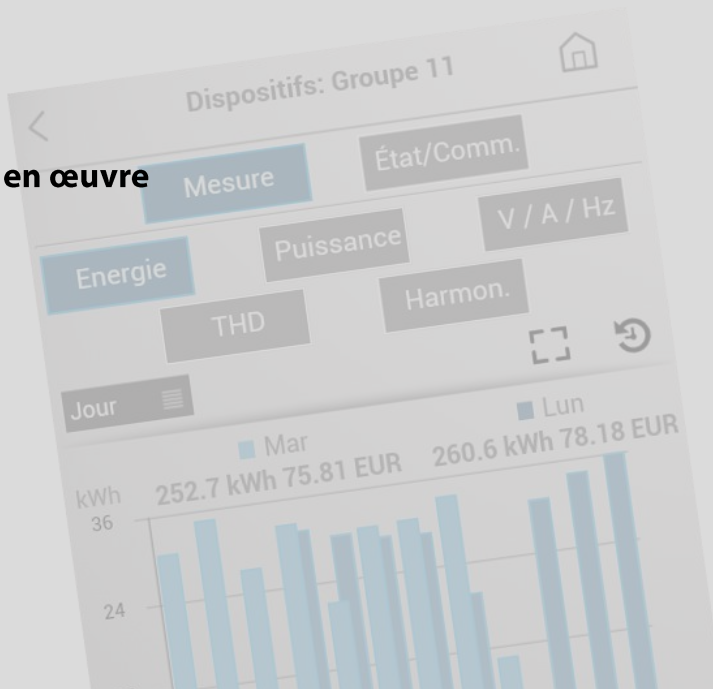 Dispositifs: Groupe 11
en œuvre
Mesure
État/Comm.
Energie
Puissance
V / A / Hz
THD
Harmon.
Jour
Mar
Lun
252.7 kWh 75.81 EUR
260.6 kWh 78.18 EUR
kWh
36
24